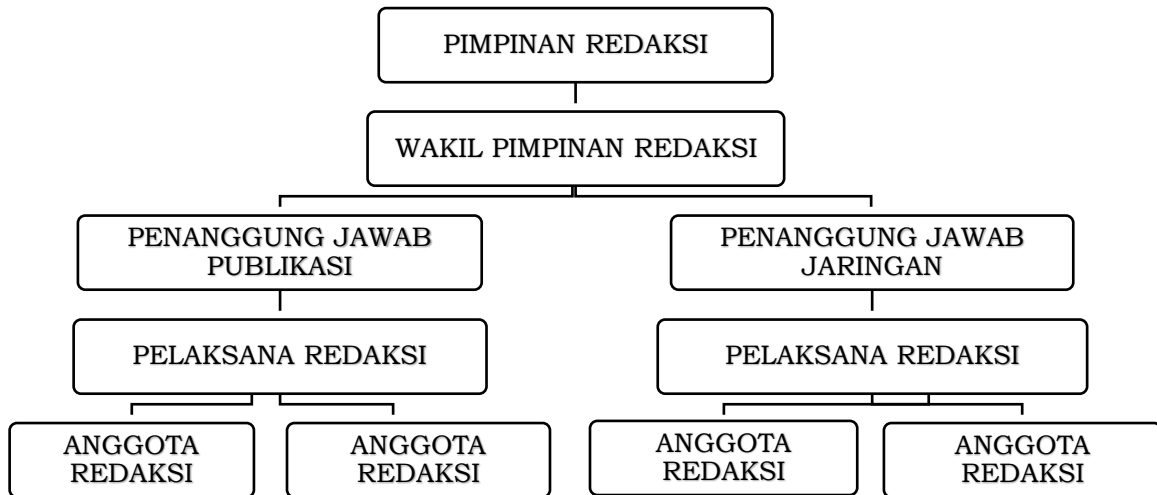 PIMPINAN REDAKSI
WAKIL PIMPINAN REDAKSI
PENANGGUNG JAWAB
PUBLIKASI
PENANGGUNG JAWAB
JARINGAN
PELAKSANA REDAKSI
PELAKSANA REDAKSI
ANGGOTA
REDAKSI
ANGGOTA
REDAKSI
ANGGOTA
REDAKSI
ANGGOTA
REDAKSI